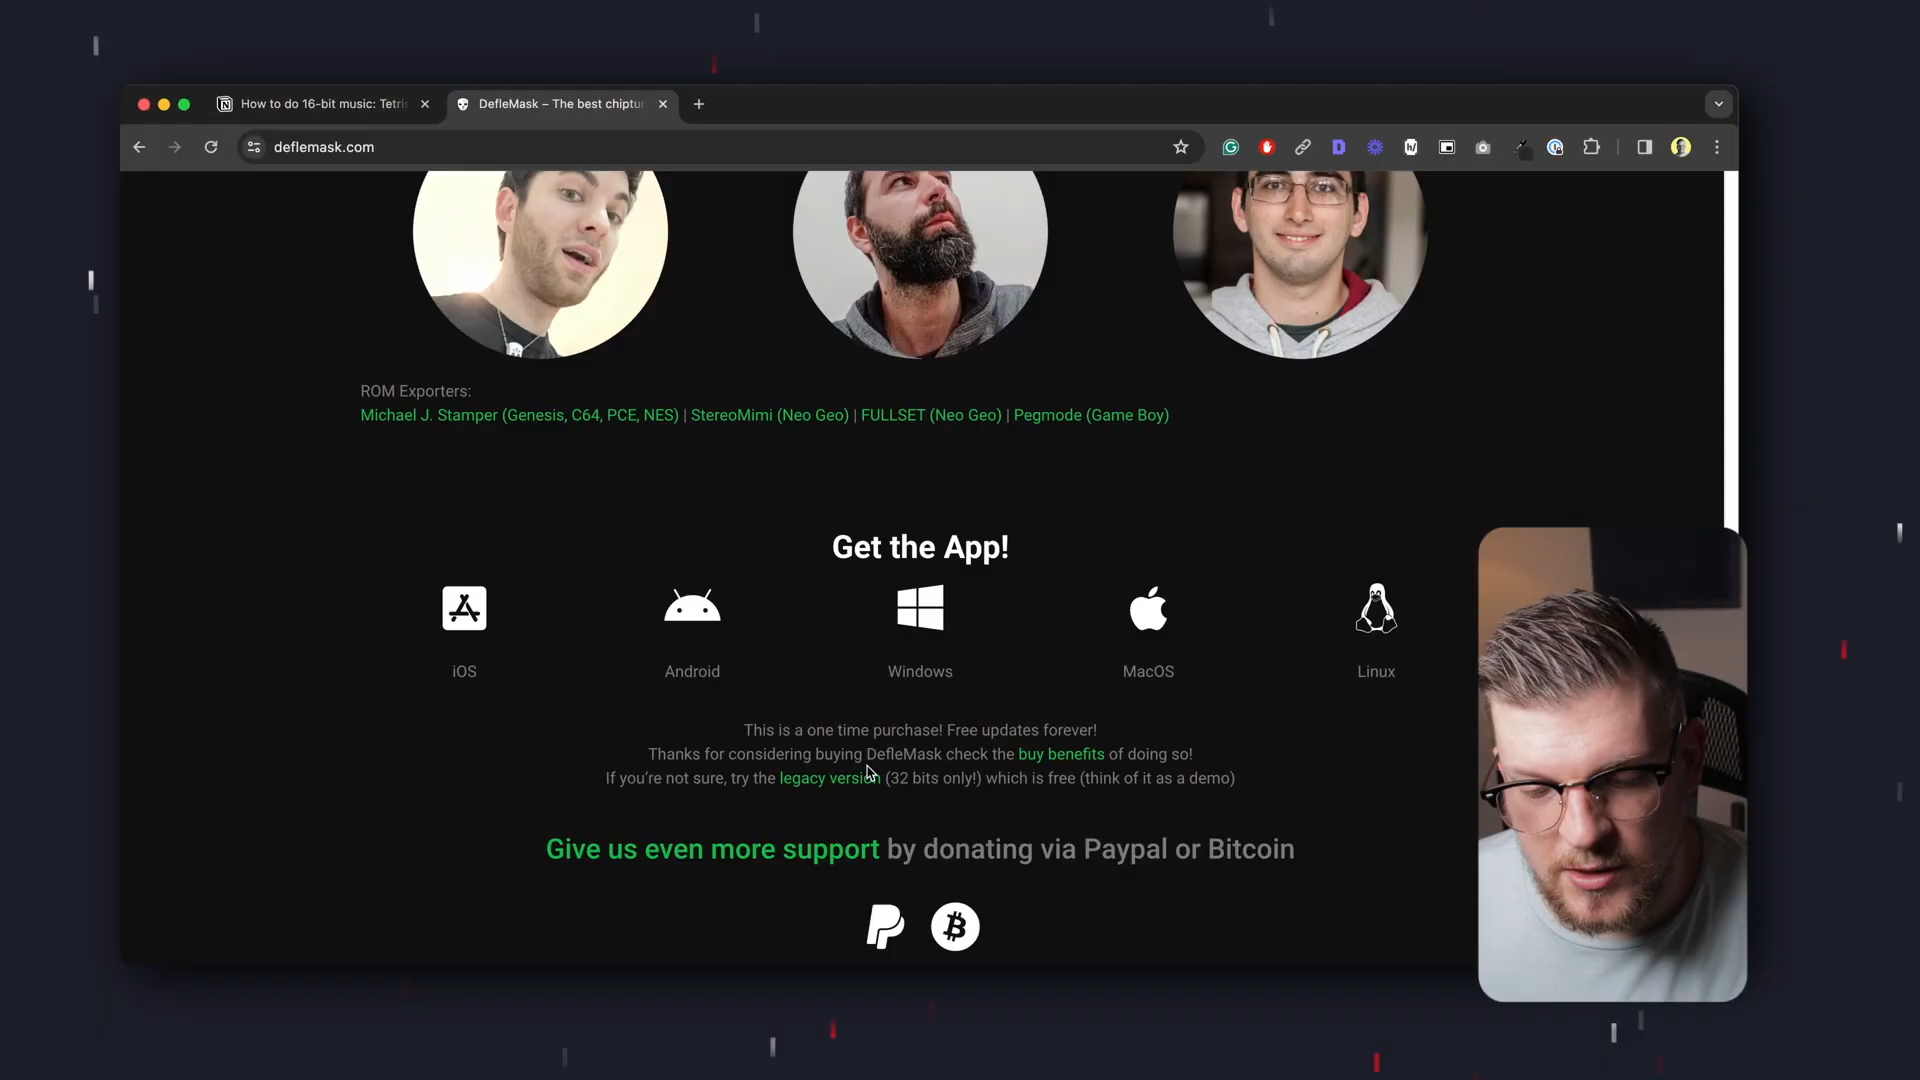 How to do 16-bit music: Tetri
DefleMask – The best chiptu
deflemask.com
ROM Exporters:
Michael J. Stamper (Genesis, C64, PCE, NES) | StereoMimi (Neo Geo) | FULLSET (Neo Geo) | Pegmode (Game Boy)
Get the App!
iOS
Android
Windows
MacOS
Linux
This is a one time purchase! Free updates forever!
Thanks for considering buying DefleMask check the buy benefits of doing so!
If you're not sure, try the legacy version (32 bits only!) which is free (think of it as a demo)
Give us even more support by donating via Paypal or Bitcoin